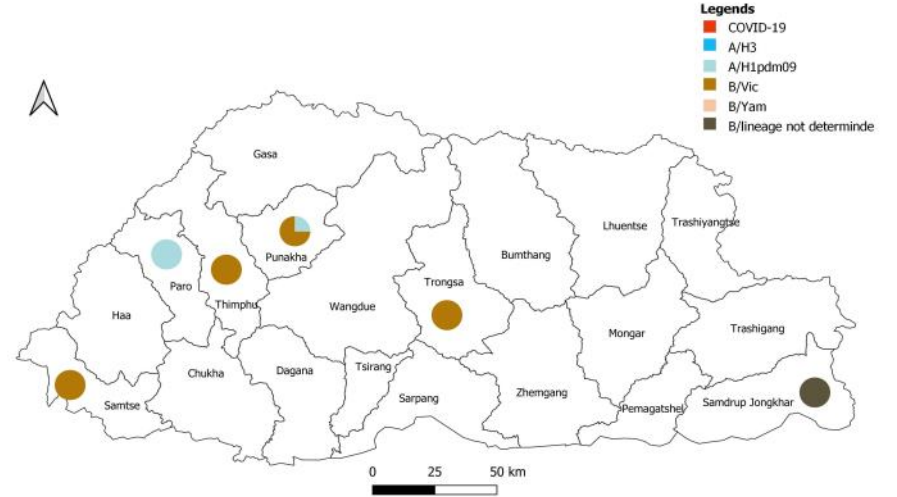 Legends
COVID-19
A/H3
A/H1pdm09
B/Vic
B/Yam
B/lineage not determinde
Gasa
Punakha
Paro
Thimphu
Haa
Wangdue
Trongsa
Bumthang
Lhuentse
Trashiyangtse
Mongar
Trashigang
Chukha
Dagana
Tsirang
Sarpang
Zhemgang
Pemagatshel
Samdrup Jongkhar
Samtse
0 25 50 km